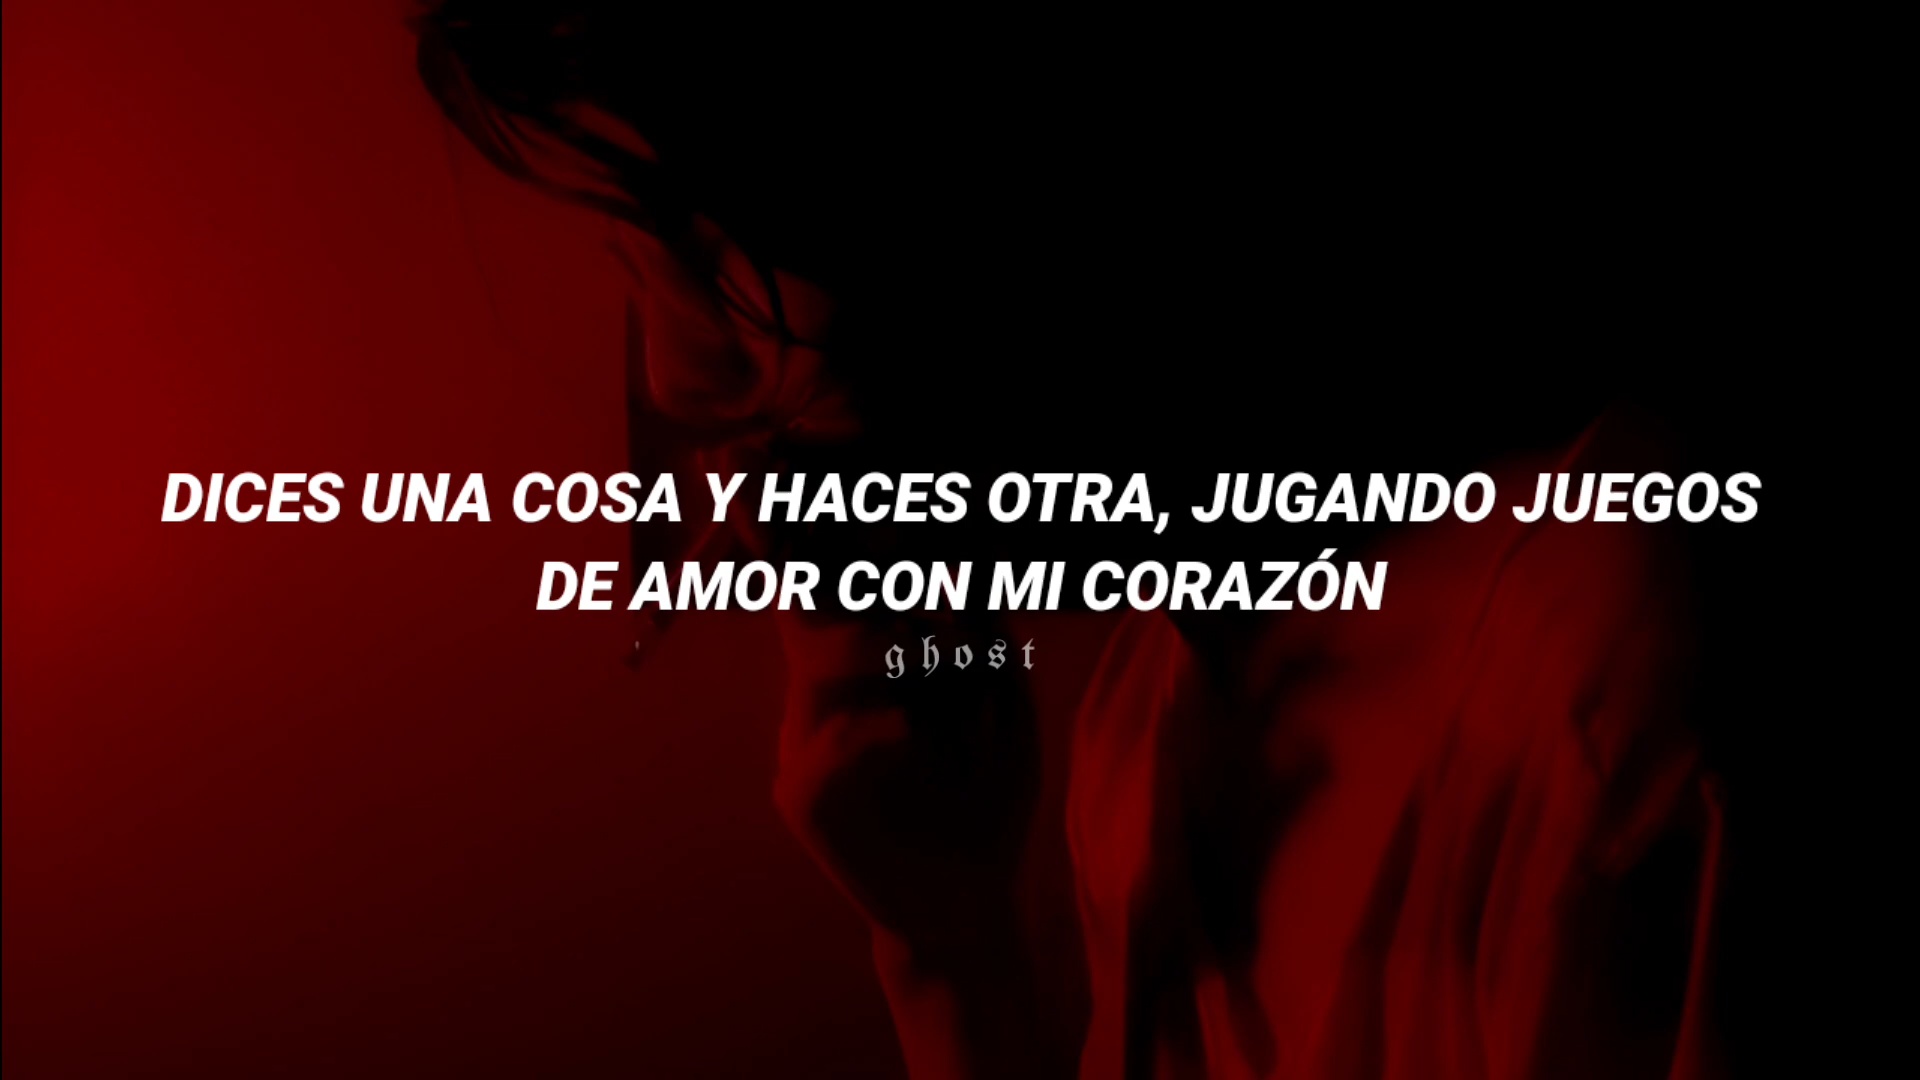 DICES UNA COSA Y HACES OTRA, JUGANDO JUEGOS
DE AMOR CON MI CORAZÓN
ghost